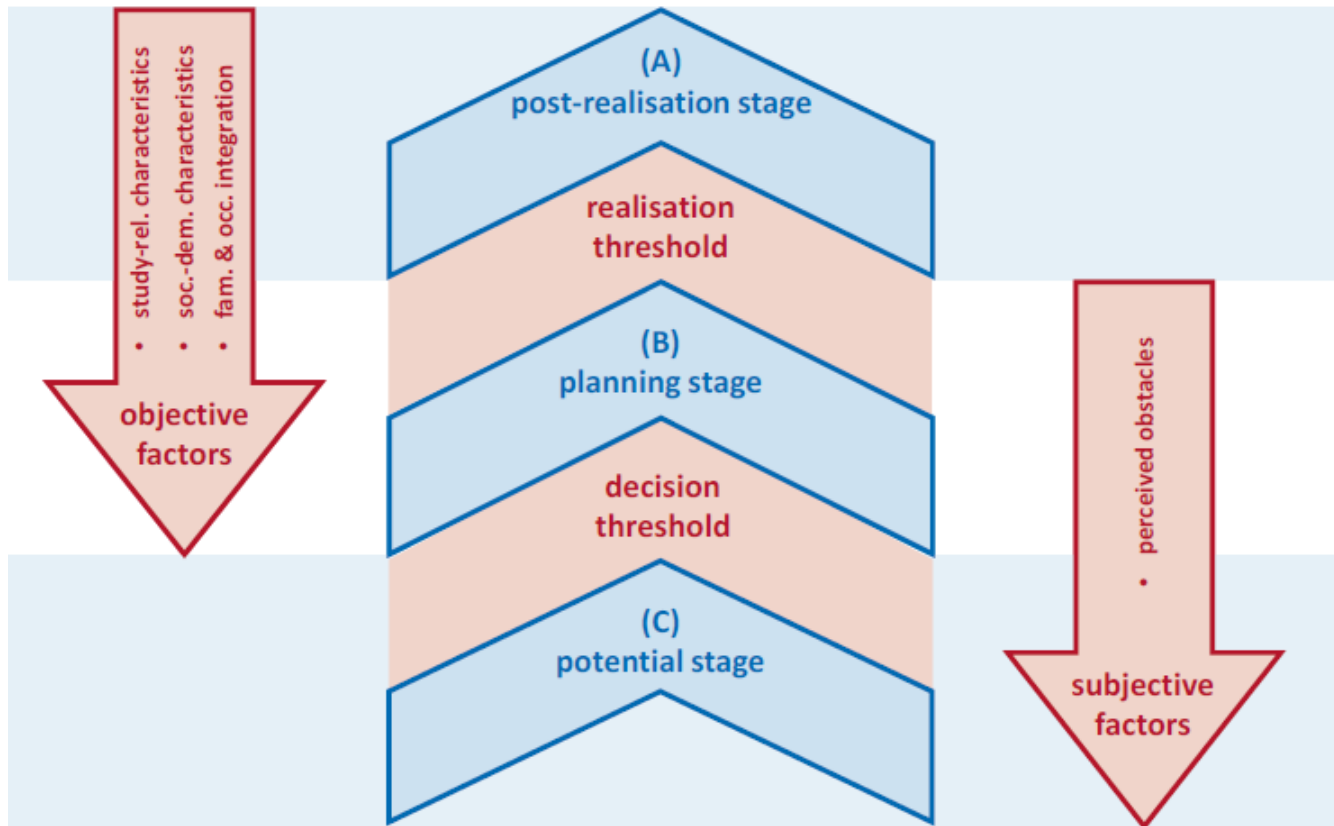 • study-rel. characteristics
• soc.-dem. characteristics
• fam. & occ. integration
objective
factors
(A)
post-realisation stage
realisation
threshold
(B)
planning stage
decision
threshold
(C)
potential stage
• perceived obstacles
subjective
factors